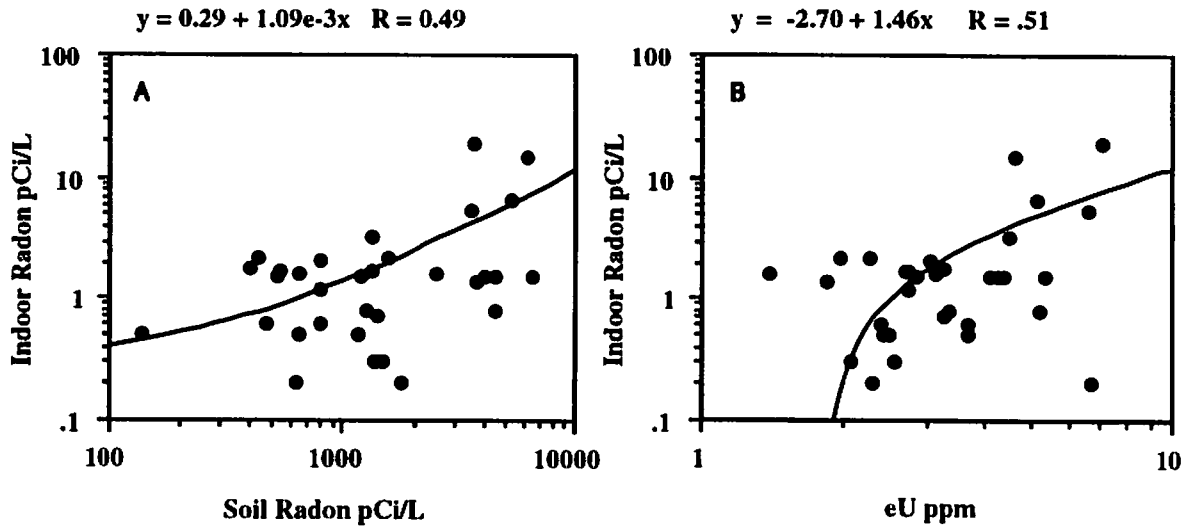 y = 0.29 + 1.09e-3x R = 0.49
y = -2.70 + 1.46x R = .51
100
10
1
.1
Indoor Radon pCi/L
A
100
1000
10000
Soil Radon pCi/L
100
10
1
.1
Indoor Radon pCi/L
B
1
10
eU ppm